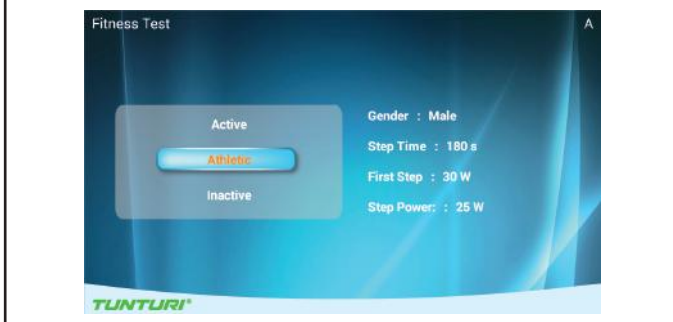 Fitness Test
A
Active
Athletic
Inactive
Gender : Male
Step Time : 180 s
First Step : 30 W
Step Power: : 25 W
TUNTURI®